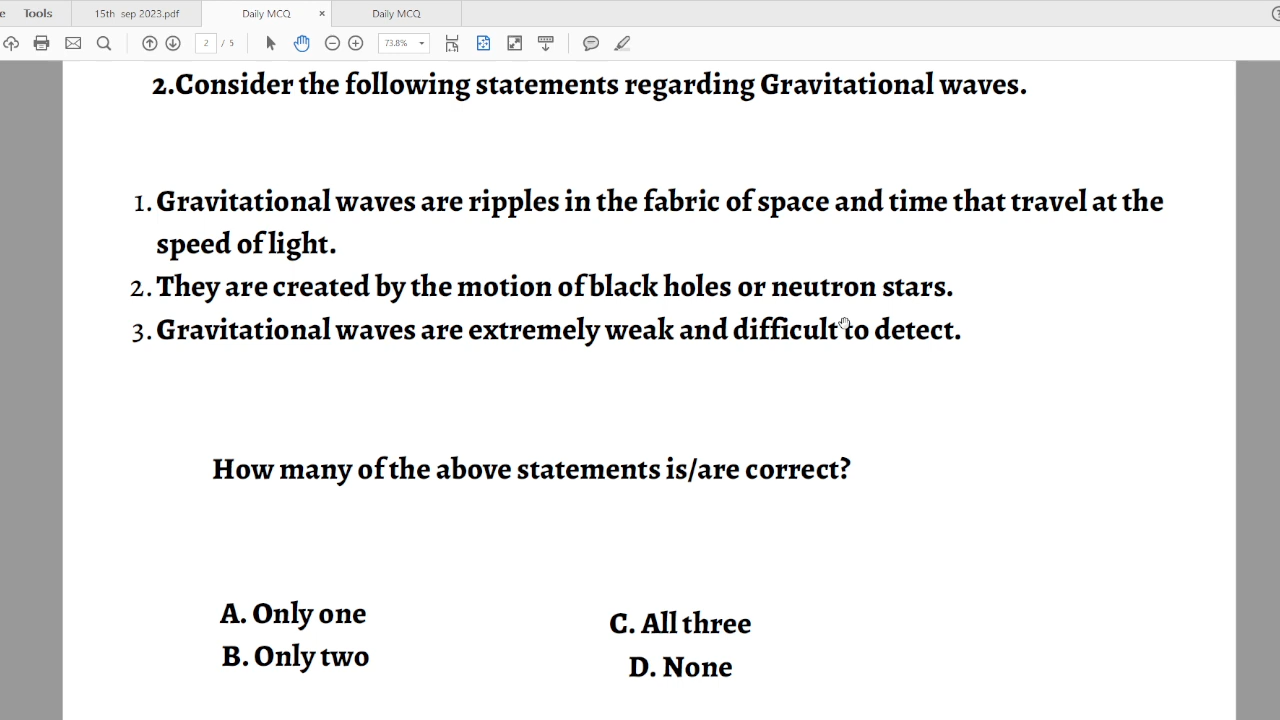 e Tools 15th sep 2023.pdf Daily MCQ × Daily MCQ
2 / 5 73.8%
2.Consider the following statements regarding Gravitational waves.
1. Gravitational waves are ripples in the fabric of space and time that travel at the
speed of light.
2. They are created by the motion of black holes or neutron stars.
3. Gravitational waves are extremely weak and difficult to detect.
How many of the above statements is/are correct?
A. Only one
B. Only two
C. All three
D. None